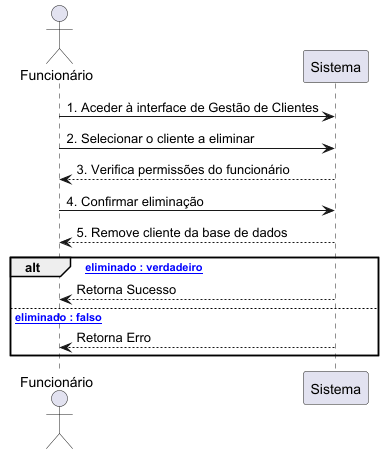 Funcionário
Sistema
1. Aceder à interface de Gestão de Clientes
2. Selecionar o cliente a eliminar
3. Verifica permissões do funcionário
4. Confirmar eliminação
5. Remove cliente da base de dados
alt eliminado : verdadeiro
Retorna Sucesso
eliminado : falso
Retorna Erro
Funcionário
Sistema